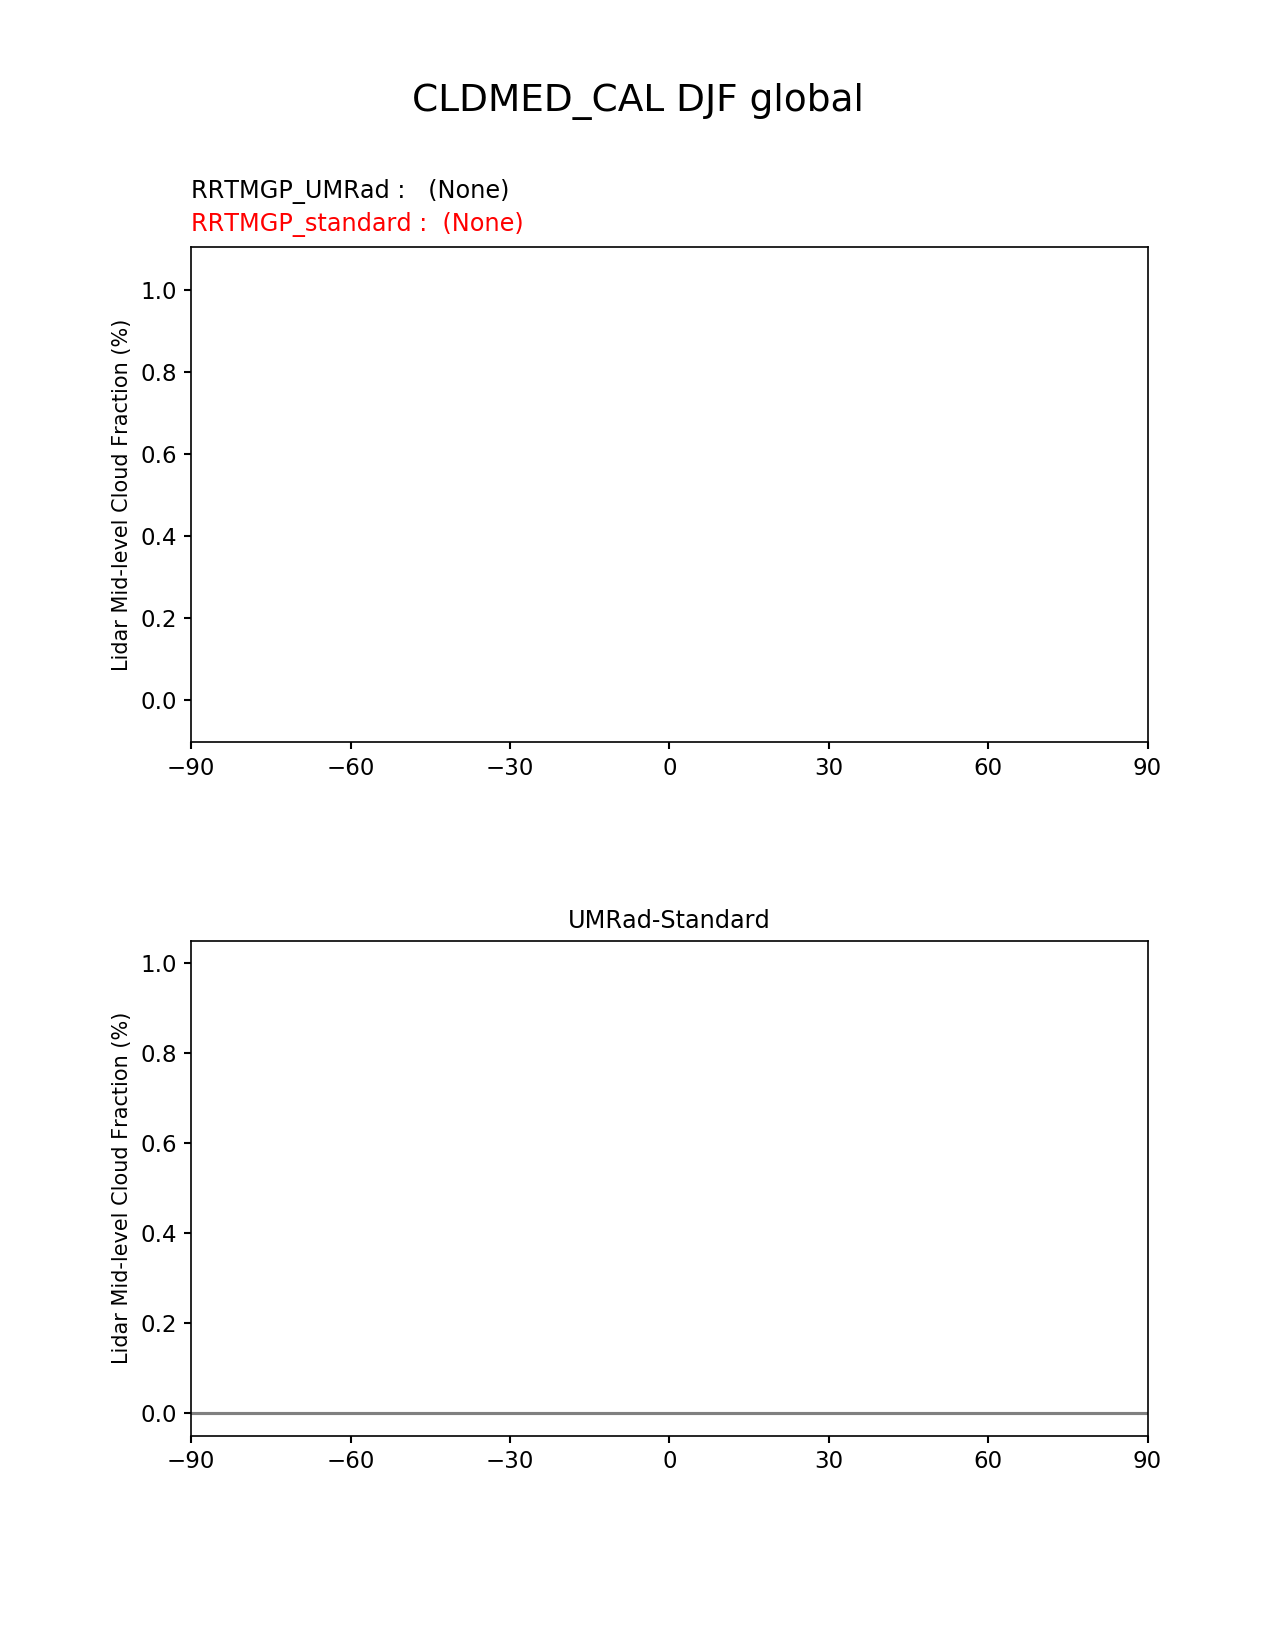 CLDMED_CAL DJF global
RRTMGP_UMRad :   (None)
RRTMGP_standard :  (None)
Lidar Mid-level Cloud Fraction (%)
1.0
0.8
0.6
0.4
0.2
0.0
−90 −60 −30 0 30 60 90
UMRad-Standard
Lidar Mid-level Cloud Fraction (%)
1.0
0.8
0.6
0.4
0.2
0.0
−90 −60 −30 0 30 60 90